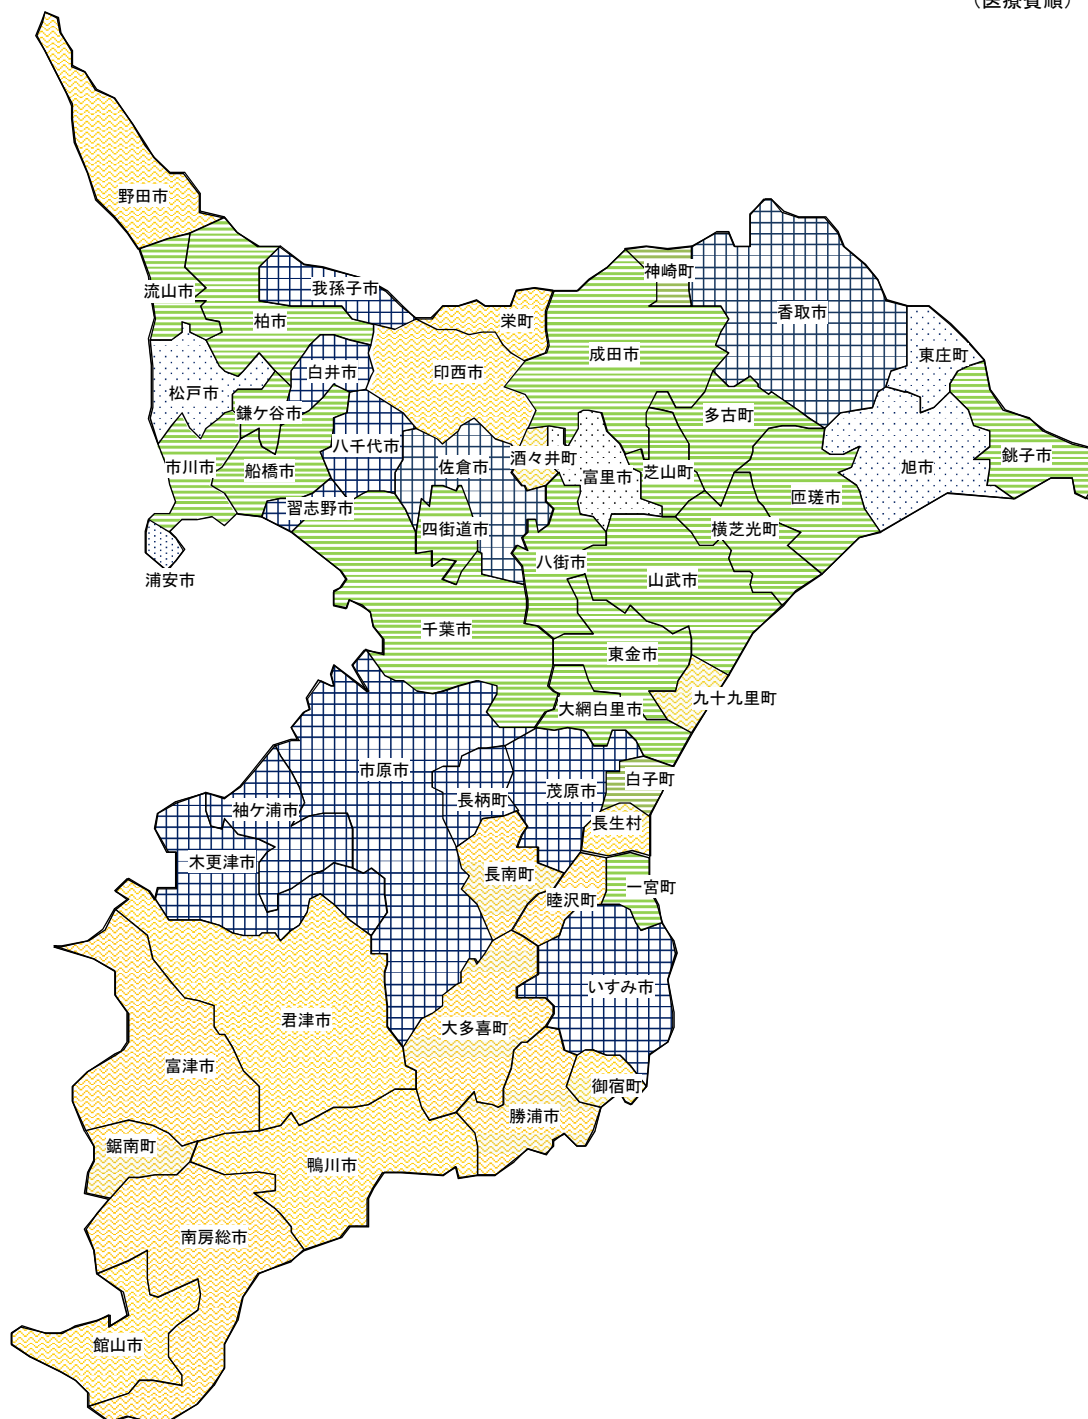 （医療費順）
野田市
流山市
我孫子市
柏市
栄町
神崎町
香取市
東庄町
成田市
印西市
白井市
松戸市
鎌ケ谷市
多古町
八千代市
市川市
船橋市
佐倉市
酒々井町
富里市
芝山町
旭市
銚子市
匝瑳市
習志野市
四街道市
横芝光町
浦安市
八街市
山武市
千葉市
東金市
九十九里町
大網白里市
市原市
白子町
茂原市
長柄町
袖ケ浦市
長生村
木更津市
長南町
一宮町
睦沢町
いすみ市
君津市
大多喜町
富津市
御宿町
勝浦市
鋸南町
鴨川市
南房総市
館山市